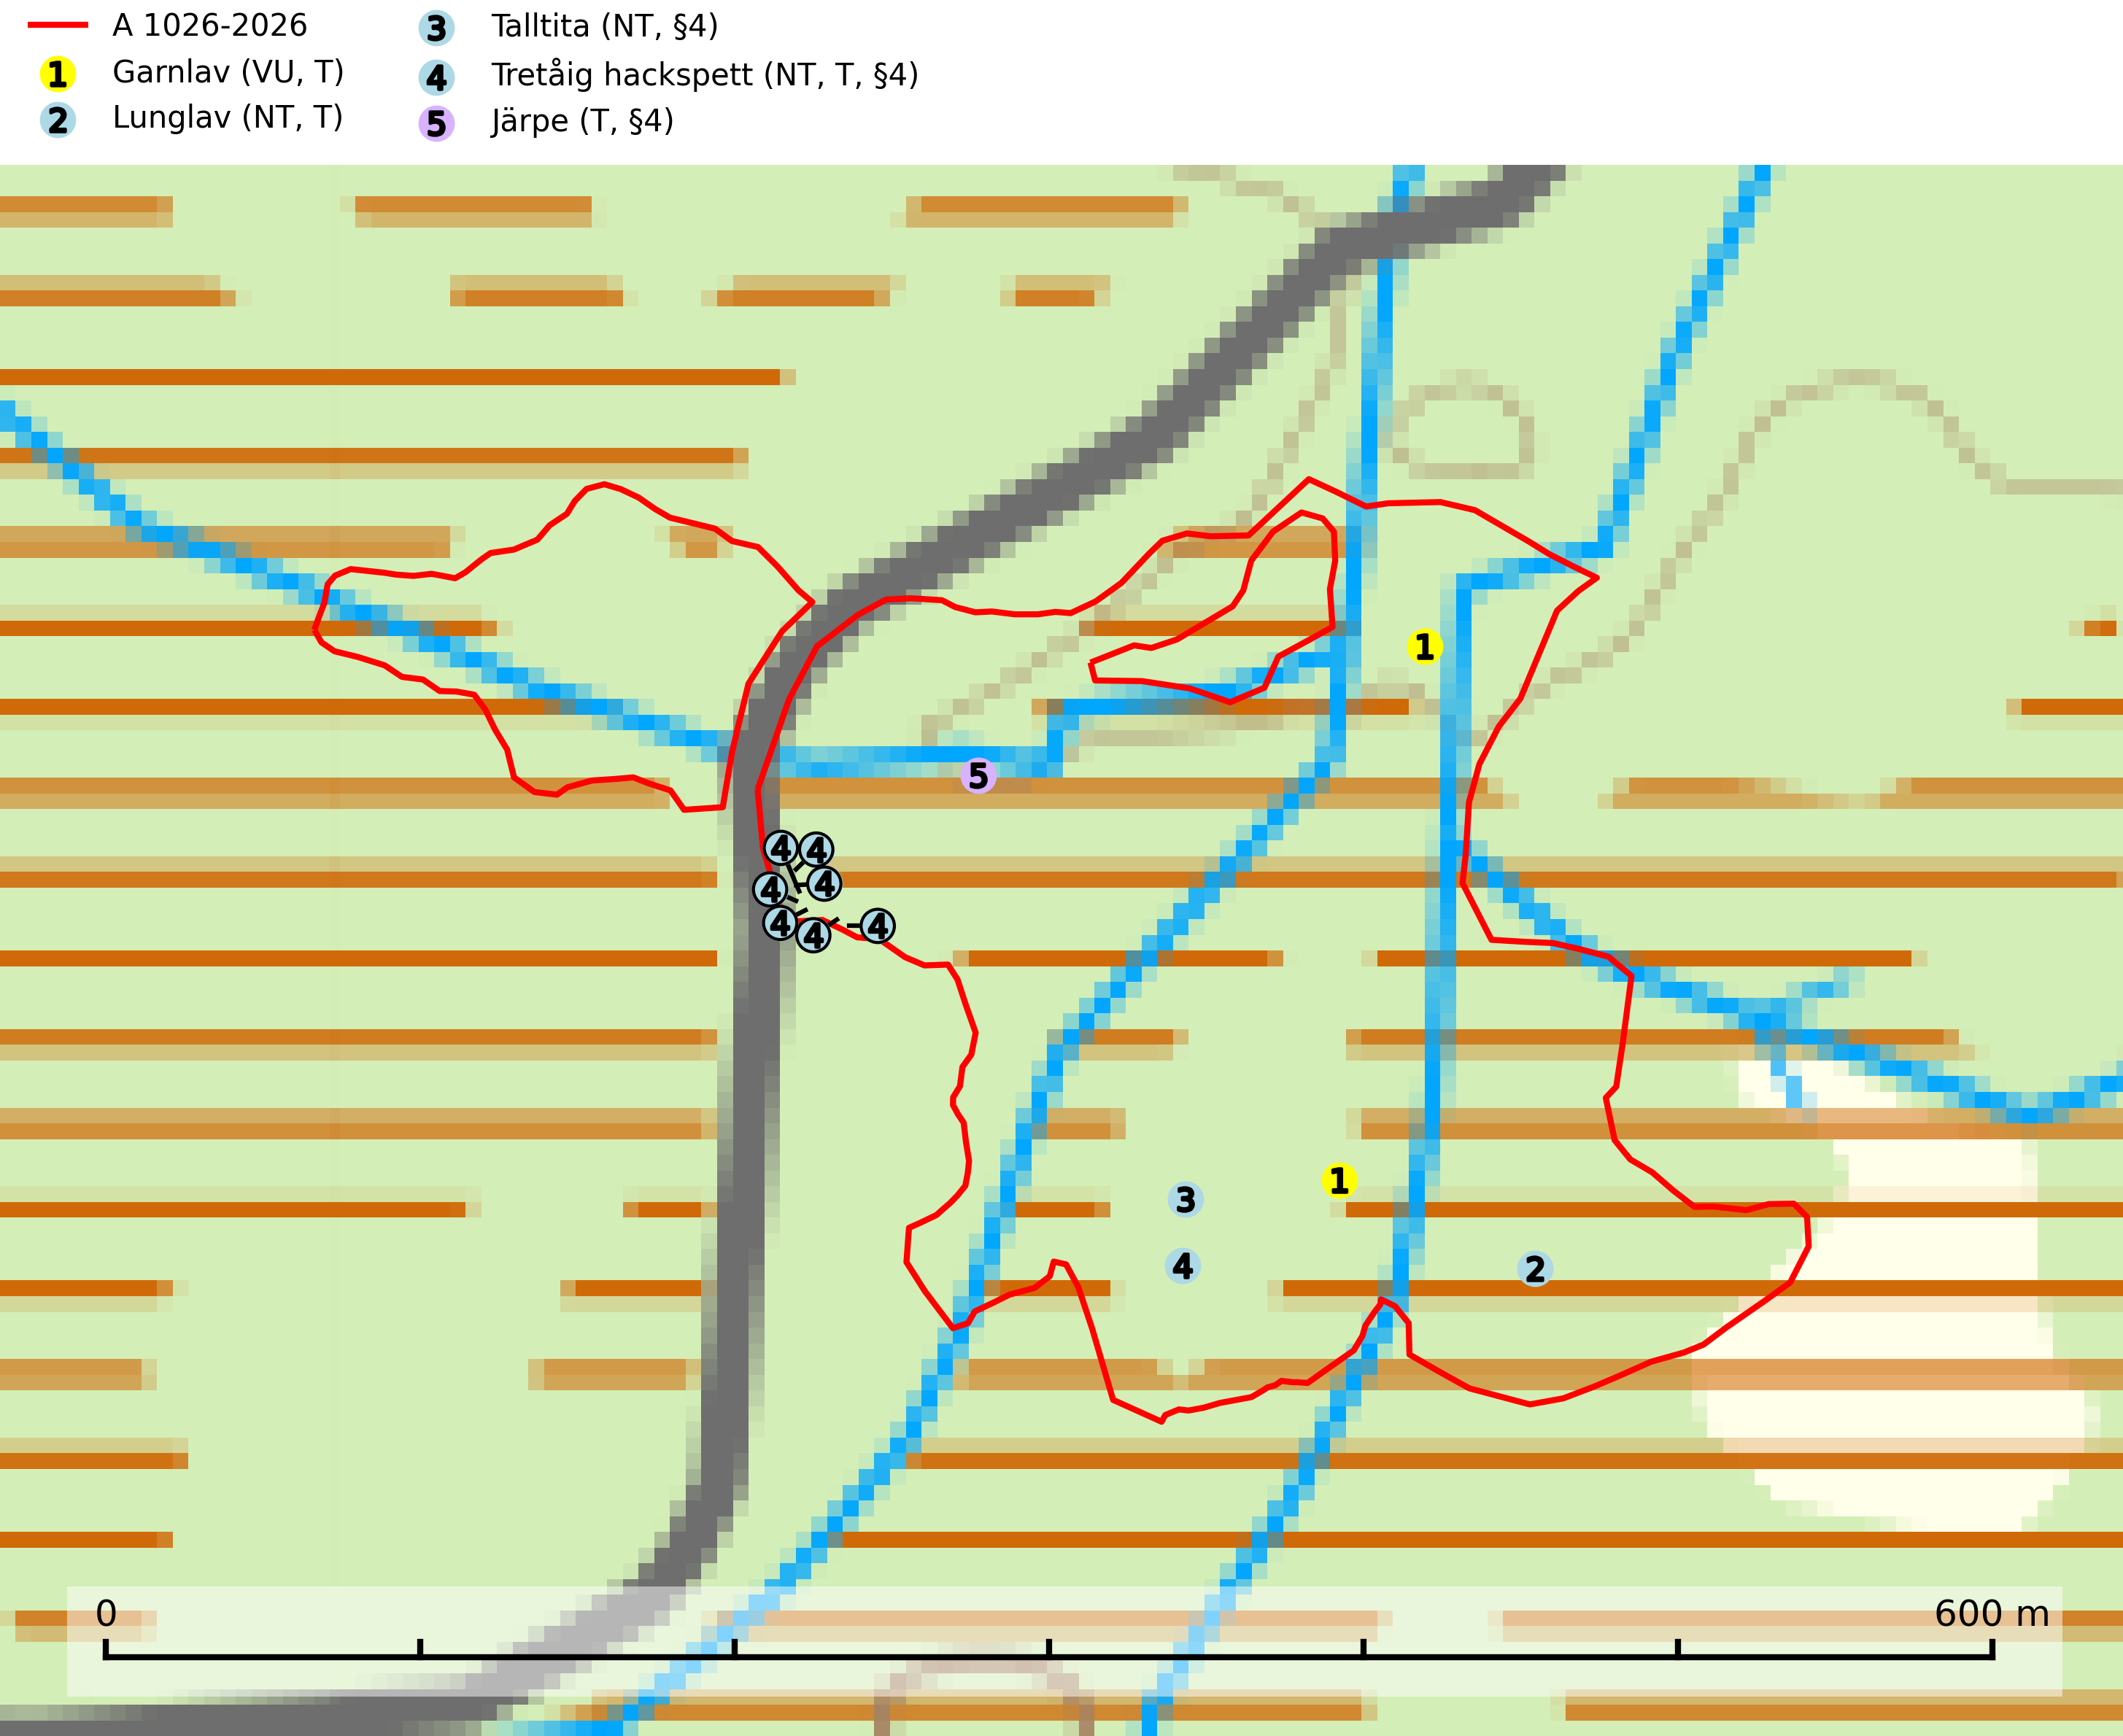 A 1026-2026
1 Garnlav (VU, T)
2 Lunglav (NT, T)
3 Talltita (NT, §4)
4 Tretåig hackspett (NT, T, §4)
5 Järpe (T, §4)
1
5
4 4
4 4
4 4 4
1
3
4
2
0 600 m